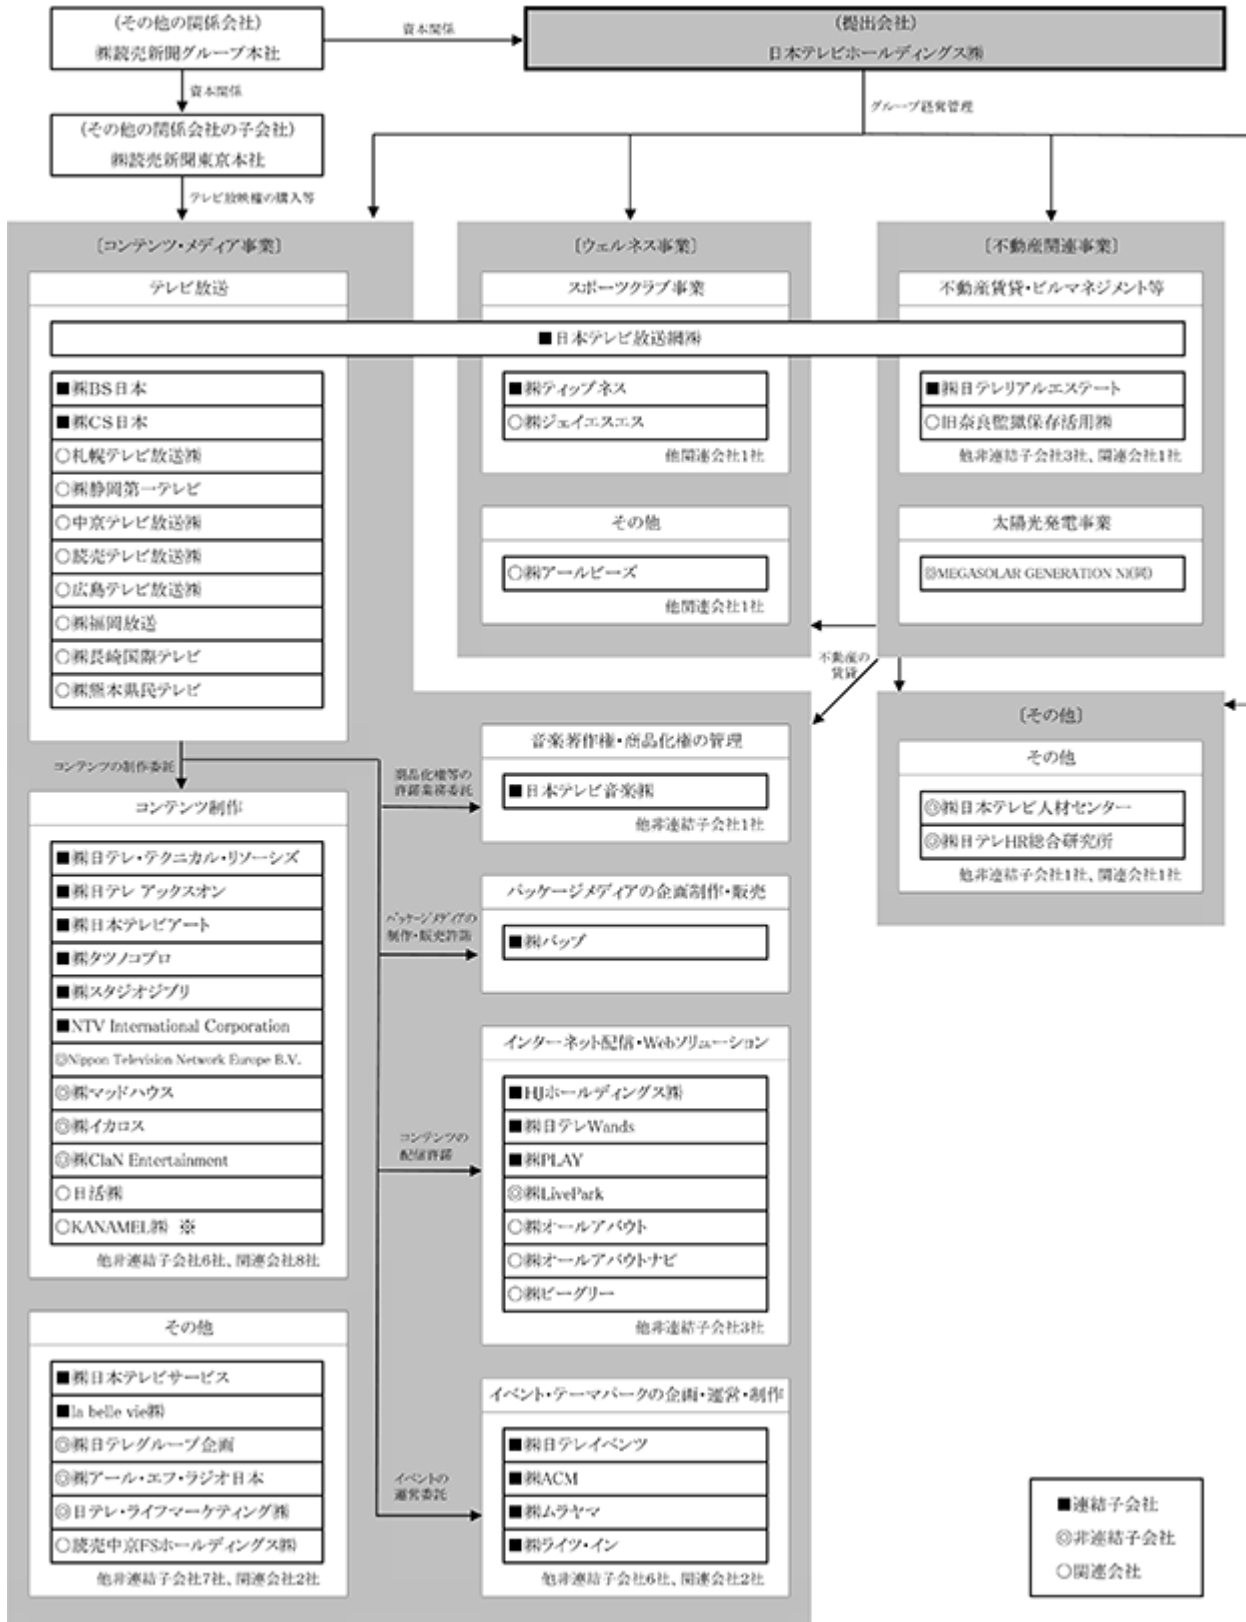 (その他の関係会社)
㈱読売新聞グループ本社
資本関係
(提出会社)
日本テレビホールディングス㈱
資本関係
グループ経営管理
(その他の関係会社の子会社)
㈱読売新聞東京本社
テレビ放映権の購入等
〔コンテンツ・メディア事業〕
テレビ放送
〔ウェルネス事業〕
スポーツクラブ事業
〔不動産関連事業〕
不動産賃貸・ビルマネジメント等
■日本テレビ放送網㈱
■㈱BS日本
■㈱CS日本
○札幌テレビ放送㈱
○㈱静岡第一テレビ
○中京テレビ放送㈱
○読売テレビ放送㈱
○広島テレビ放送㈱
○㈱福岡放送
○㈱長崎国際テレビ
○㈱熊本県民テレビ
■㈱ティップネス
○㈱ジェイエスエス
他関連会社1社
その他
○㈱アールビーズ
他関連会社1社
■㈱日テレリアルエステート
○旧奈良監獄保存活用㈱
他非連結子会社3社、関連会社1社
太陽光発電事業
◎MEGASOLAR GENERATION N1(同)
不動産の
賃貸
〔その他〕
その他
◎㈱日本テレビ人材センター
◎㈱日テレHR総合研究所
他非連結子会社1社、関連会社1社
コンテンツの制作委託
コンテンツ制作
■㈱日テレ・テクニカル・リソーシズ
■㈱日テレ アックスオン
■㈱日本テレビアート
■㈱タツノコプロ
■㈱スタジオジブリ
■NTV International Corporation
◎Nippon Television Network Europe B.V.
◎㈱マッドハウス
◎㈱イカロス
◎㈱ClaN Entertainment
○日活㈱
○KANAMEL㈱ ※
他非連結子会社6社、関連会社8社
その他
■㈱日本テレビサービス
■la belle vie㈱
◎㈱日テレグループ企画
◎㈱アール・エフ・ラジオ日本
◎日テレ・ライフマーケティング㈱
○読売中京FSホールディングス㈱
他非連結子会社7社、関連会社2社
商品化権等の
許諾業務委託
音楽著作権・商品化権の管理
■日本テレビ音楽㈱
他非連結子会社1社
パッケージメディアの
制作・販売許諾
パッケージメディアの企画制作・販売
■㈱バップ
コンテンツの
配信許諾
インターネット配信・Webソリューション
■HJホールディングス㈱
■㈱日テレWands
■㈱PLAY
◎㈱LivePark
○㈱オールアバウト
○㈱オールアバウトナビ
○㈱ビーグリー
他非連結子会社3社
イベントの
運営委託
イベント・テーマパークの企画・運営・制作
■㈱日テレイベンツ
■㈱ACM
■㈱ムラヤマ
■㈱ライツ・イン
他非連結子会社6社、関連会社2社
■連結子会社
◎非連結子会社
○関連会社